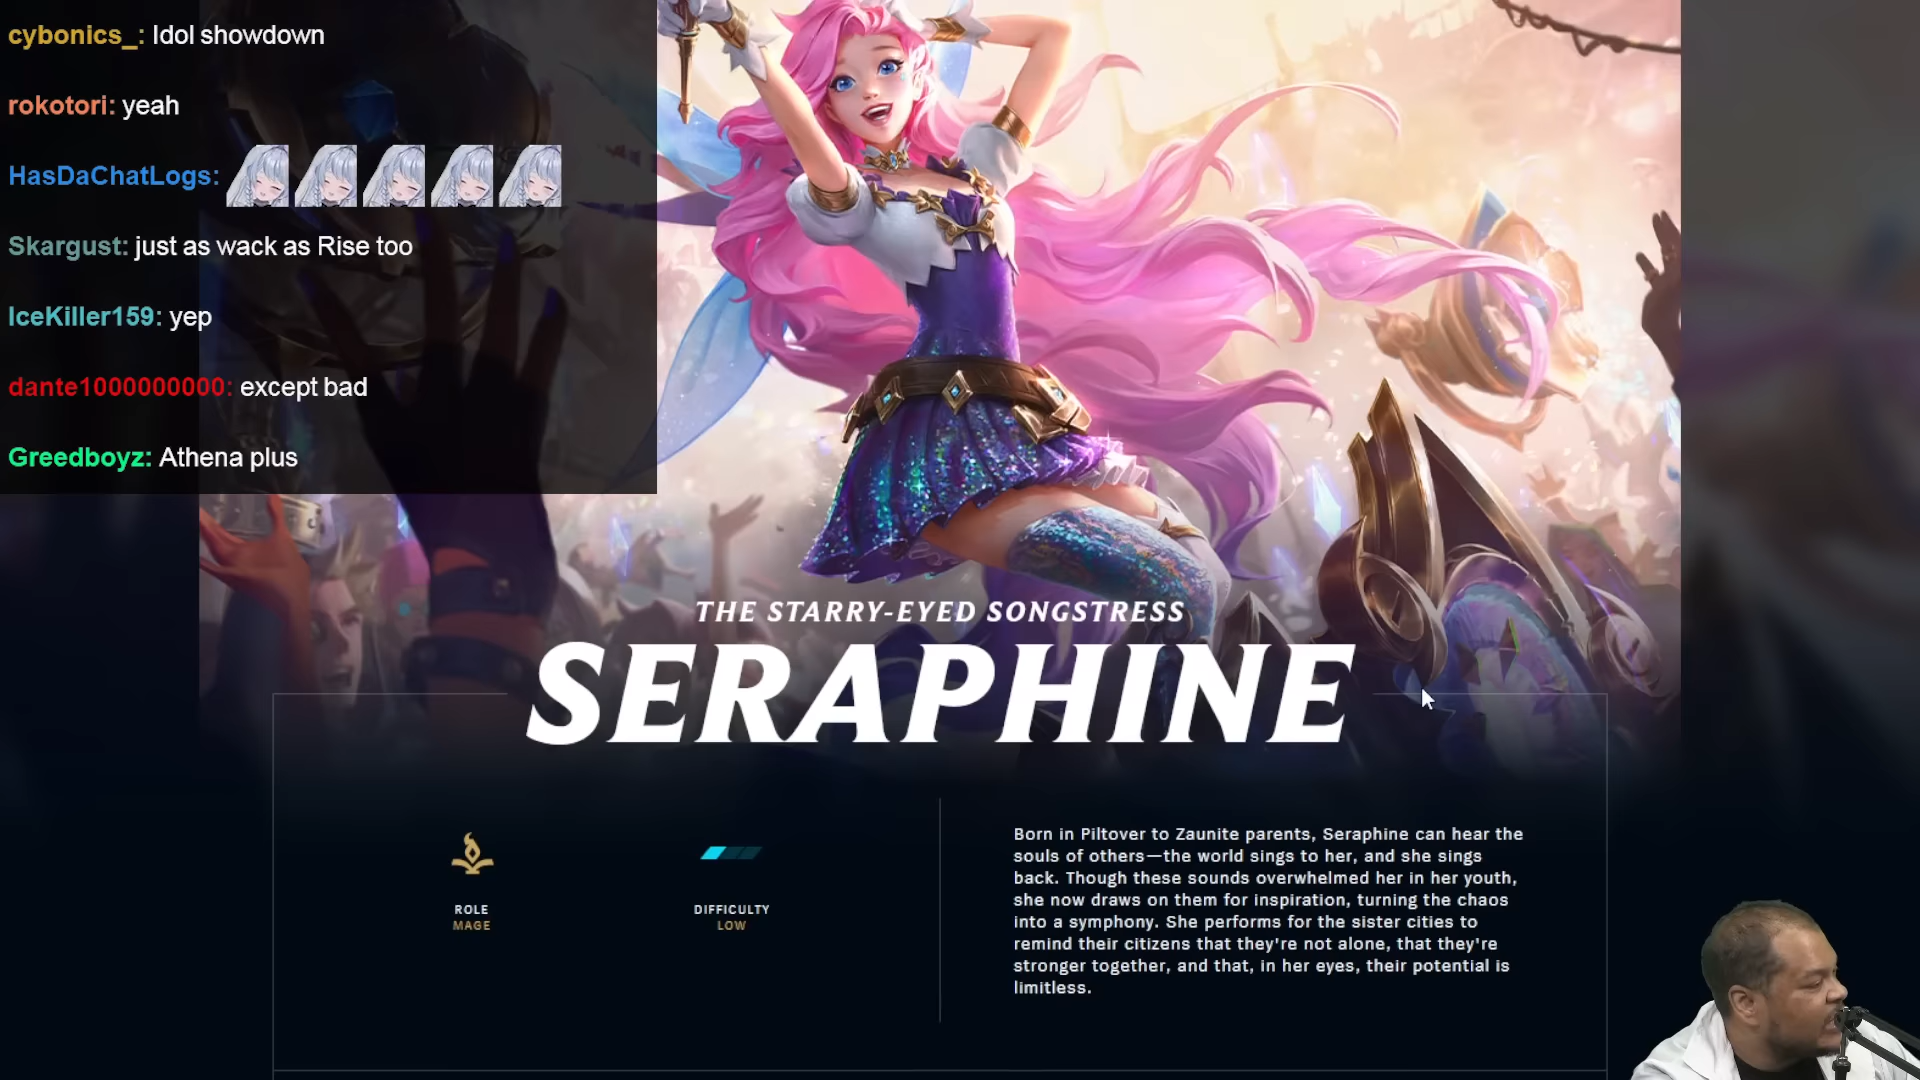 cybonics_: Idol showdown
rokotori: yeah
HasDaChatLogs:
Skargust: just as wack as Rise too
IceKiller159: yep
dante1000000000: except bad
Greedboyz: Athena plus
THE STARRY-EYED SONGSTRESS
SERAPHINE
ROLE
MAGE
DIFFICULTY
LOW
Born in Piltover to Zaunite parents, Seraphine can hear the
souls of others—the world sings to her, and she sings
back. Though these sounds overwhelmed her in her youth,
she now draws on them for inspiration, turning the chaos
into a symphony. She performs for the sister cities to
remind their citizens that they're not alone, that they're
stronger together, and that, in her eyes, their potential is
limitless.